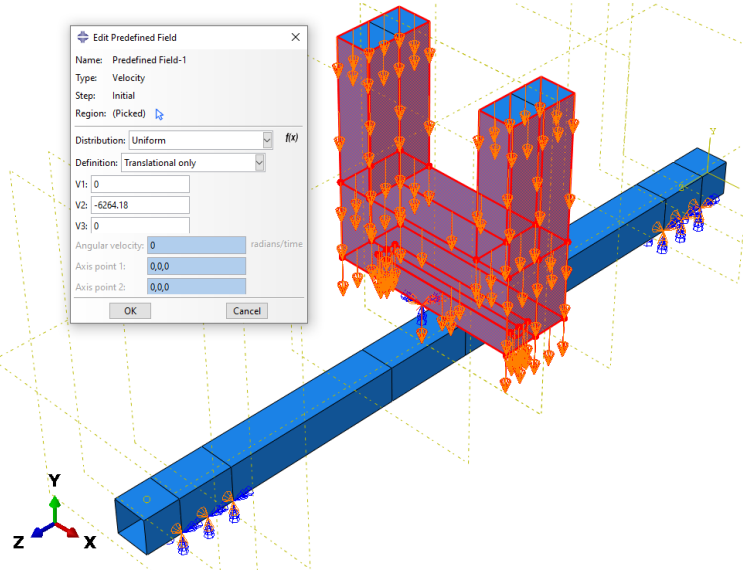 Edit Predefined Field
Name: Predefined Field-1
Type: Velocity
Step: Initial
Region: (Picked)
Distribution: Uniform f(x)
Definition: Translational only
V1: 0
V2: -6264.18
V3: 0
Angular velocity: 0 radians/time
Axis point 1: 0,0,0
Axis point 2: 0,0,0
OK Cancel
Y
Y
Z X